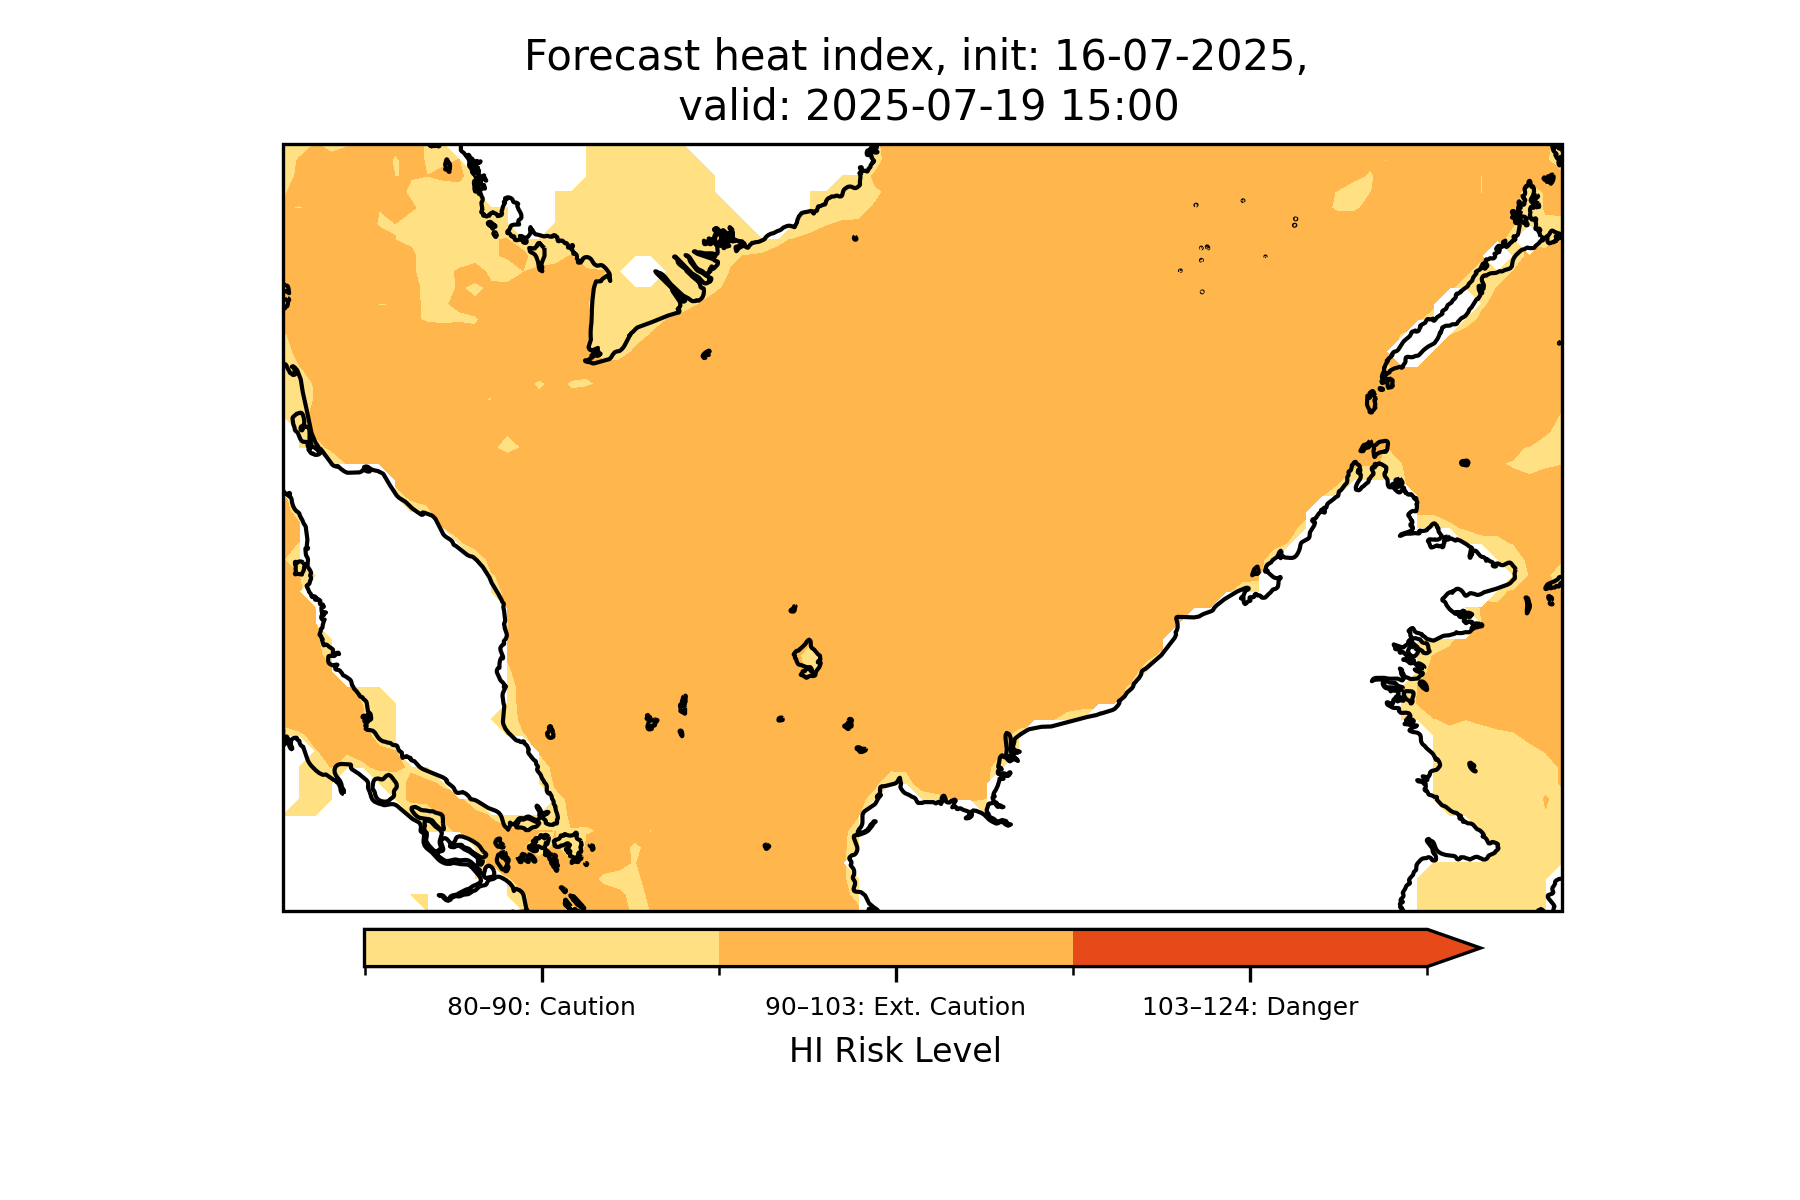 Forecast heat index, init: 16-07-2025,
valid: 2025-07-19 15:00
80–90: Caution
90–103: Ext. Caution
103–124: Danger
HI Risk Level